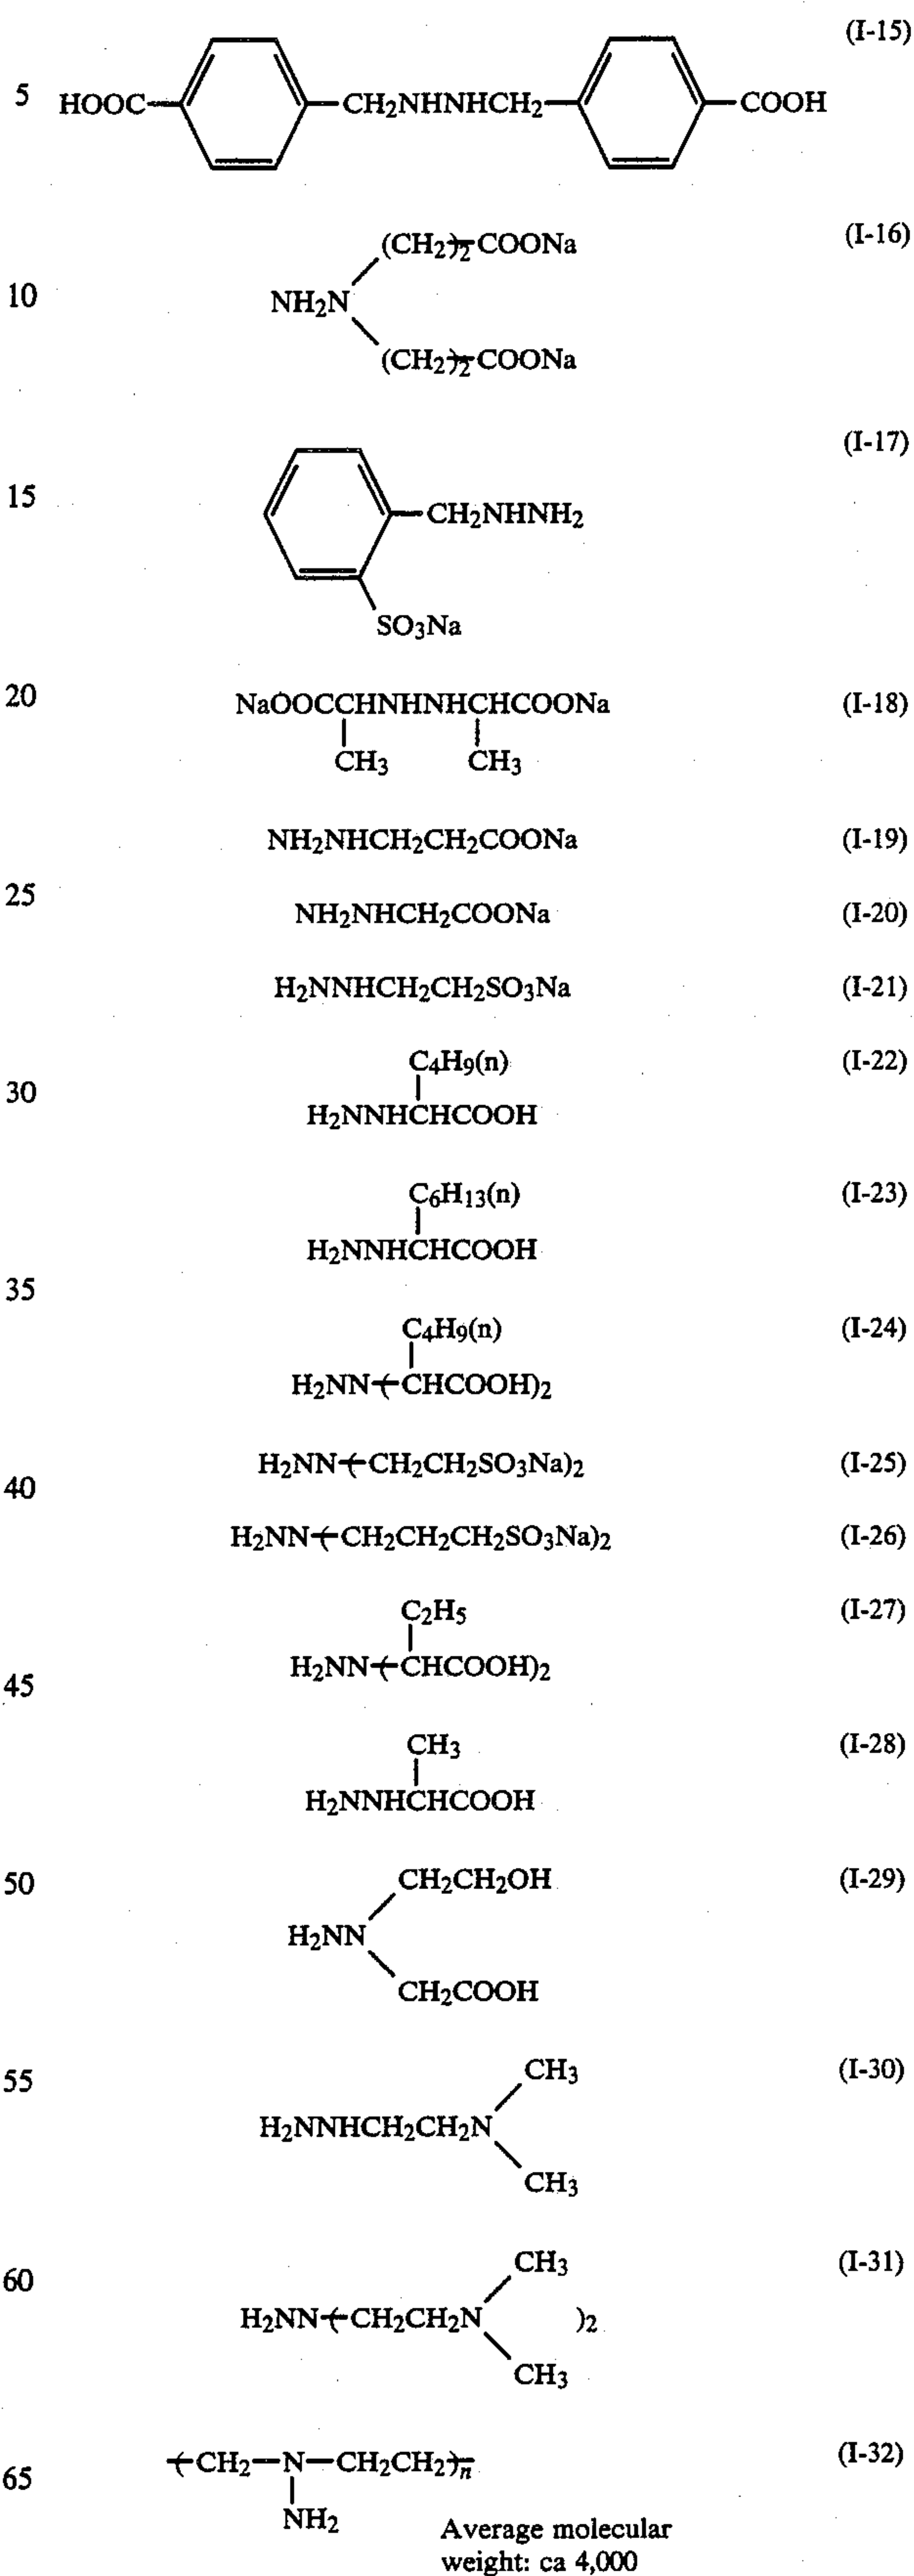 (I-15)
5 HOOC CH₂NHNHCH₂ COOH
(CH₂)₂COONa (I-16)
10 NH₂N
(CH₂)₂COONa
(I-17)
15 CH₂NHNH₂
SO₃Na
20 NaOOCCHNHNHCHCOONa (I-18)
CH₃ CH₃
NH₂NHCH₂CH₂COONa (I-19)
25 NH₂NHCH₂COONa (I-20)
H₂NNHCH₂CH₂SO₃Na (I-21)
C₄H₉(n) (I-22)
30 H₂NNHCHCOOH
C₆H₁₃(n) (I-23)
H₂NNHCHCOOH
35
C₄H₉(n) (I-24)
H₂NN(CHCOOH)₂
H₂NN(CH₂CH₂SO₃Na)₂ (I-25)
40
H₂NN(CH₂CH₂CH₂SO₃Na)₂ (I-26)
C₂H₅ (I-27)
H₂NN(CHCOOH)₂
45
CH₃ (I-28)
H₂NNHCHCOOH
50 CH₂CH₂OH (I-29)
H₂NN
CH₂COOH
55 CH₃ (I-30)
H₂NNHCH₂CH₂N
CH₃
60 CH₃ (I-31)
H₂NN(CH₂CH₂N )₂
CH₃
65 (CH₂—N—CH₂CH₂)n (I-32)
NH₂
Average molecular
weight: ca 4,000